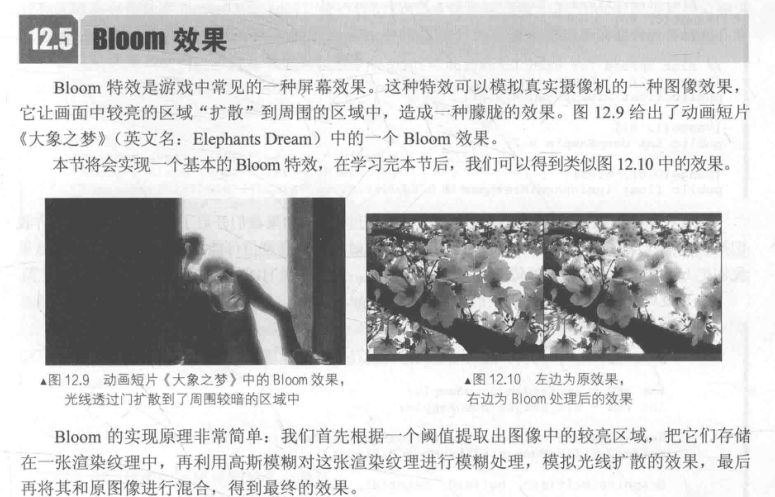 12.5 Bloom 效果
Bloom 特效是游戏中常见的一种屏幕效果。这种特效可以模拟真实摄像机的一种图像效果，
它让画面中较亮的区域“扩散”到周围的区域中，造成一种朦胧的效果。图 12.9 给出了动画短片
《大象之梦》（英文名：Elephants Dream）中的一个 Bloom 效果。
本节将会实现一个基本的 Bloom 特效，在学习完本节后，我们可以得到类似图 12.10 中的效果。
▲图 12.9 动画短片《大象之梦》中的 Bloom 效果，
光线透过门扩散到了周围较暗的区域中
▲图 12.10 左边为原效果，
右边为 Bloom 处理后的效果
Bloom 的实现原理非常简单：我们首先根据一个阈值提取出图像中的较亮区域，把它们存储
在一张渲染纹理中，再利用高斯模糊对这张渲染纹理进行模糊处理，模拟光线扩散的效果，最后
再将其和原图像进行混合，得到最终的效果。